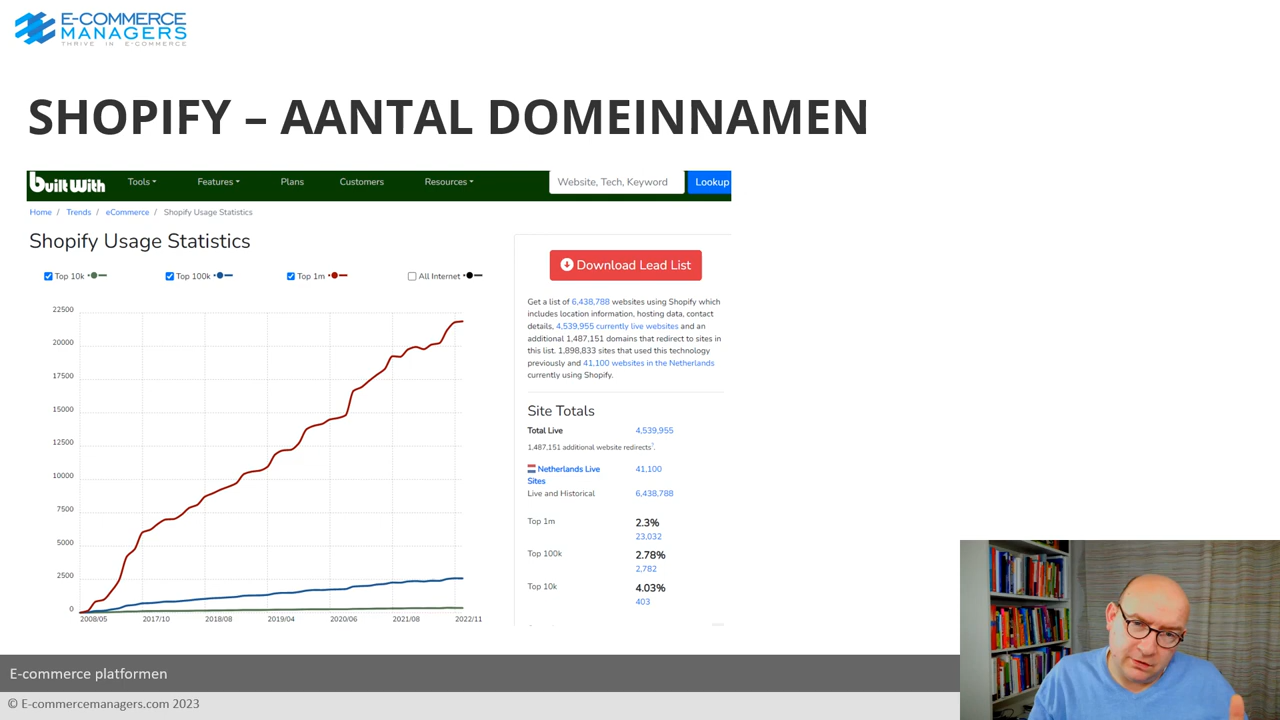 E-COMMERCE
MANAGERS
THRIVE IN E-COMMERCE
SHOPIFY – AANTAL DOMEINNAMEN
built with
Tools
Features
Plans
Customers
Resources
Website, Tech, Keyword
Lookup
Home / Trends / eCommerce / Shopify Usage Statistics
Shopify Usage Statistics
Top 10k
Top 100k
Top 1m
All Internet
22500
20000
17500
15000
12500
10000
7500
5000
2500
0
2008/05
2017/10
2018/08
2019/04
2020/06
2021/08
2022/11
Download Lead List
Get a list of 6,438,788 websites using Shopify which
includes location information, hosting data, contact
details, 4,539,955 currently live websites and an
additional 1,487,151 domains that redirect to sites in
this list. 1,898,833 sites that used this technology
previously and 41,100 websites in the Netherlands
currently using Shopify.
Site Totals
Total Live 4,539,955
1,487,151 additional website redirects?.
Netherlands Live
Sites
41,100
Live and Historical 6,438,788
Top 1m 2.3%
23,032
Top 100k 2.78%
2,782
Top 10k 4.03%
403
E-commerce platformen
© E-commercemanagers.com 2023